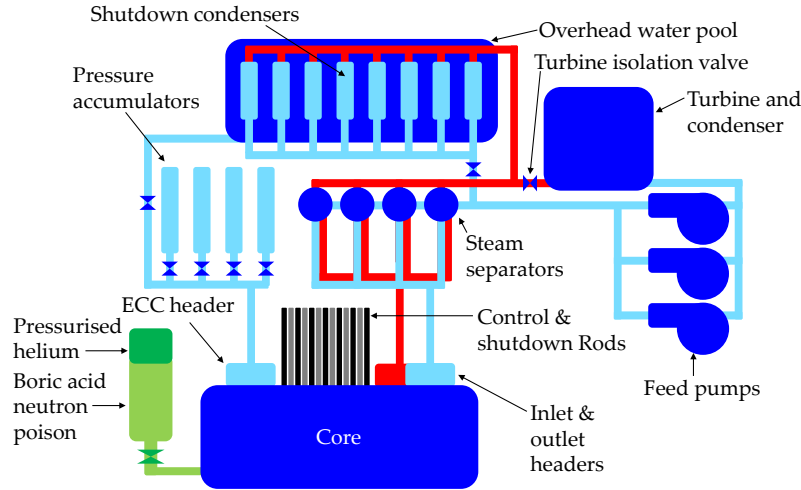 Shutdown condensers
Overhead water pool
Turbine isolation valve
Pressure
accumulators
Turbine and
condenser
Steam
separators
ECC header
Pressurised
helium
Control &
shutdown Rods
Boric acid
neutron
poison
Feed pumps
Inlet &
outlet
headers
Core